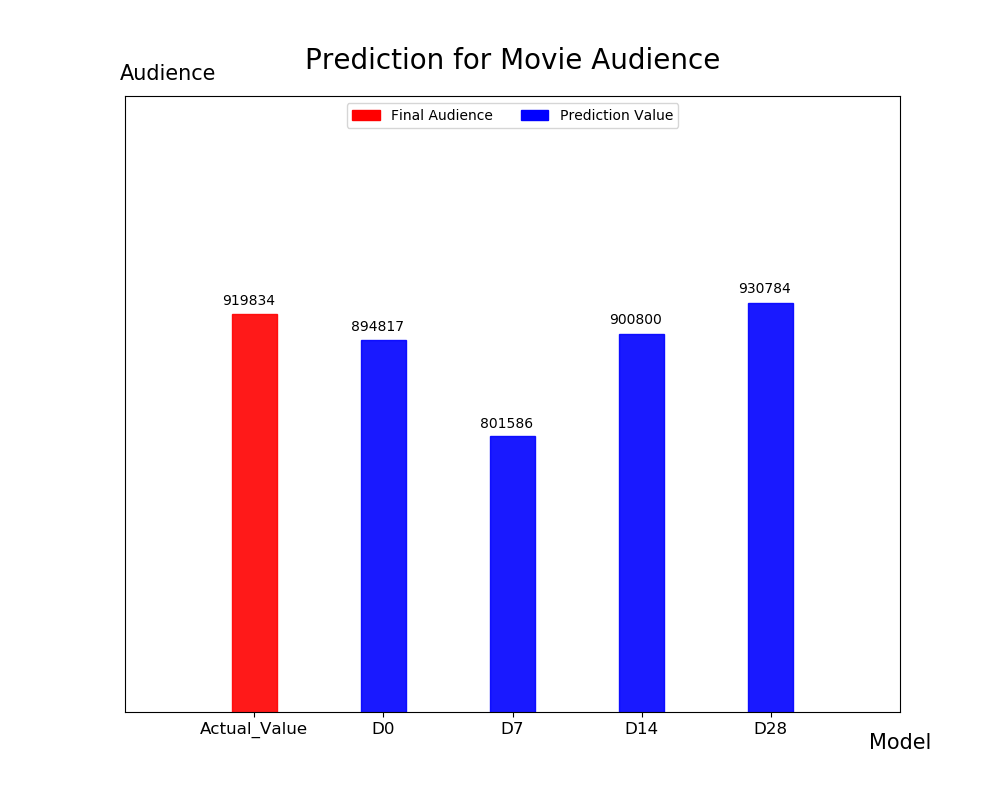 Prediction for Movie Audience
Audience
Final Audience Prediction Value
919834 894817 801586 900800 930784
Actual_Value D0 D7 D14 D28
Model